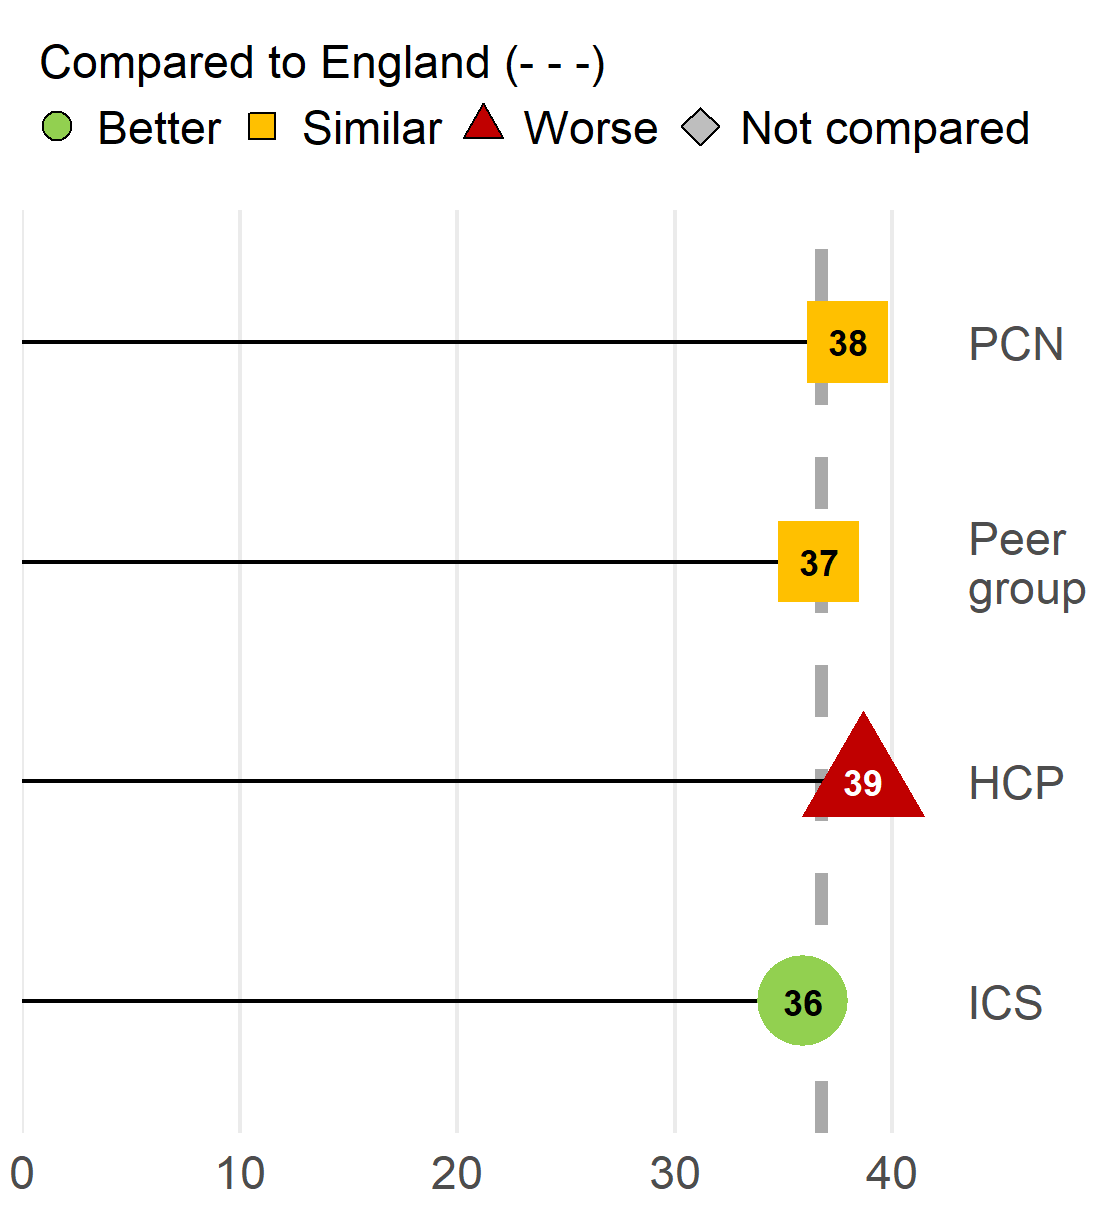 Compared to England (- - -)
Better Similar Worse Not compared
38 PCN
Peer
37
group
39 HCP
36 ICS
0 10 20 30 40